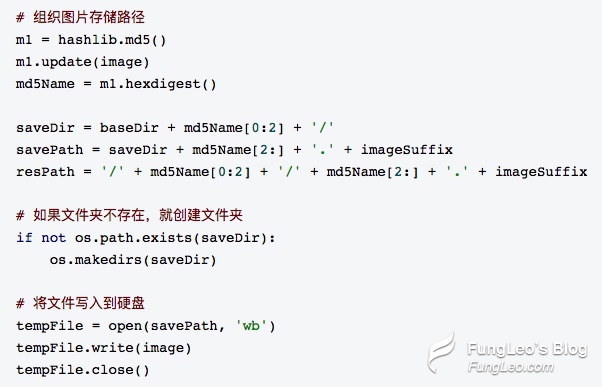 # 组织图片存储路径
m1 = hashlib.md5()
m1.update(image)
md5Name = m1.hexdigest()
saveDir = baseDir + md5Name[0:2] + '/'
savePath = saveDir + md5Name[2:] + '.' + imageSuffix
resPath = '/' + md5Name[0:2] + '/' + md5Name[2:] + '.' + imageSuffix
# 如果文件夹不存在，就创建文件夹
if not os.path.exists(saveDir):
    os.makedirs(saveDir)
# 将文件写入到硬盘
tempFile = open(savePath, 'wb')
tempFile.write(image)
tempFile.close()
FungLeo's Blog
FungLeo.com